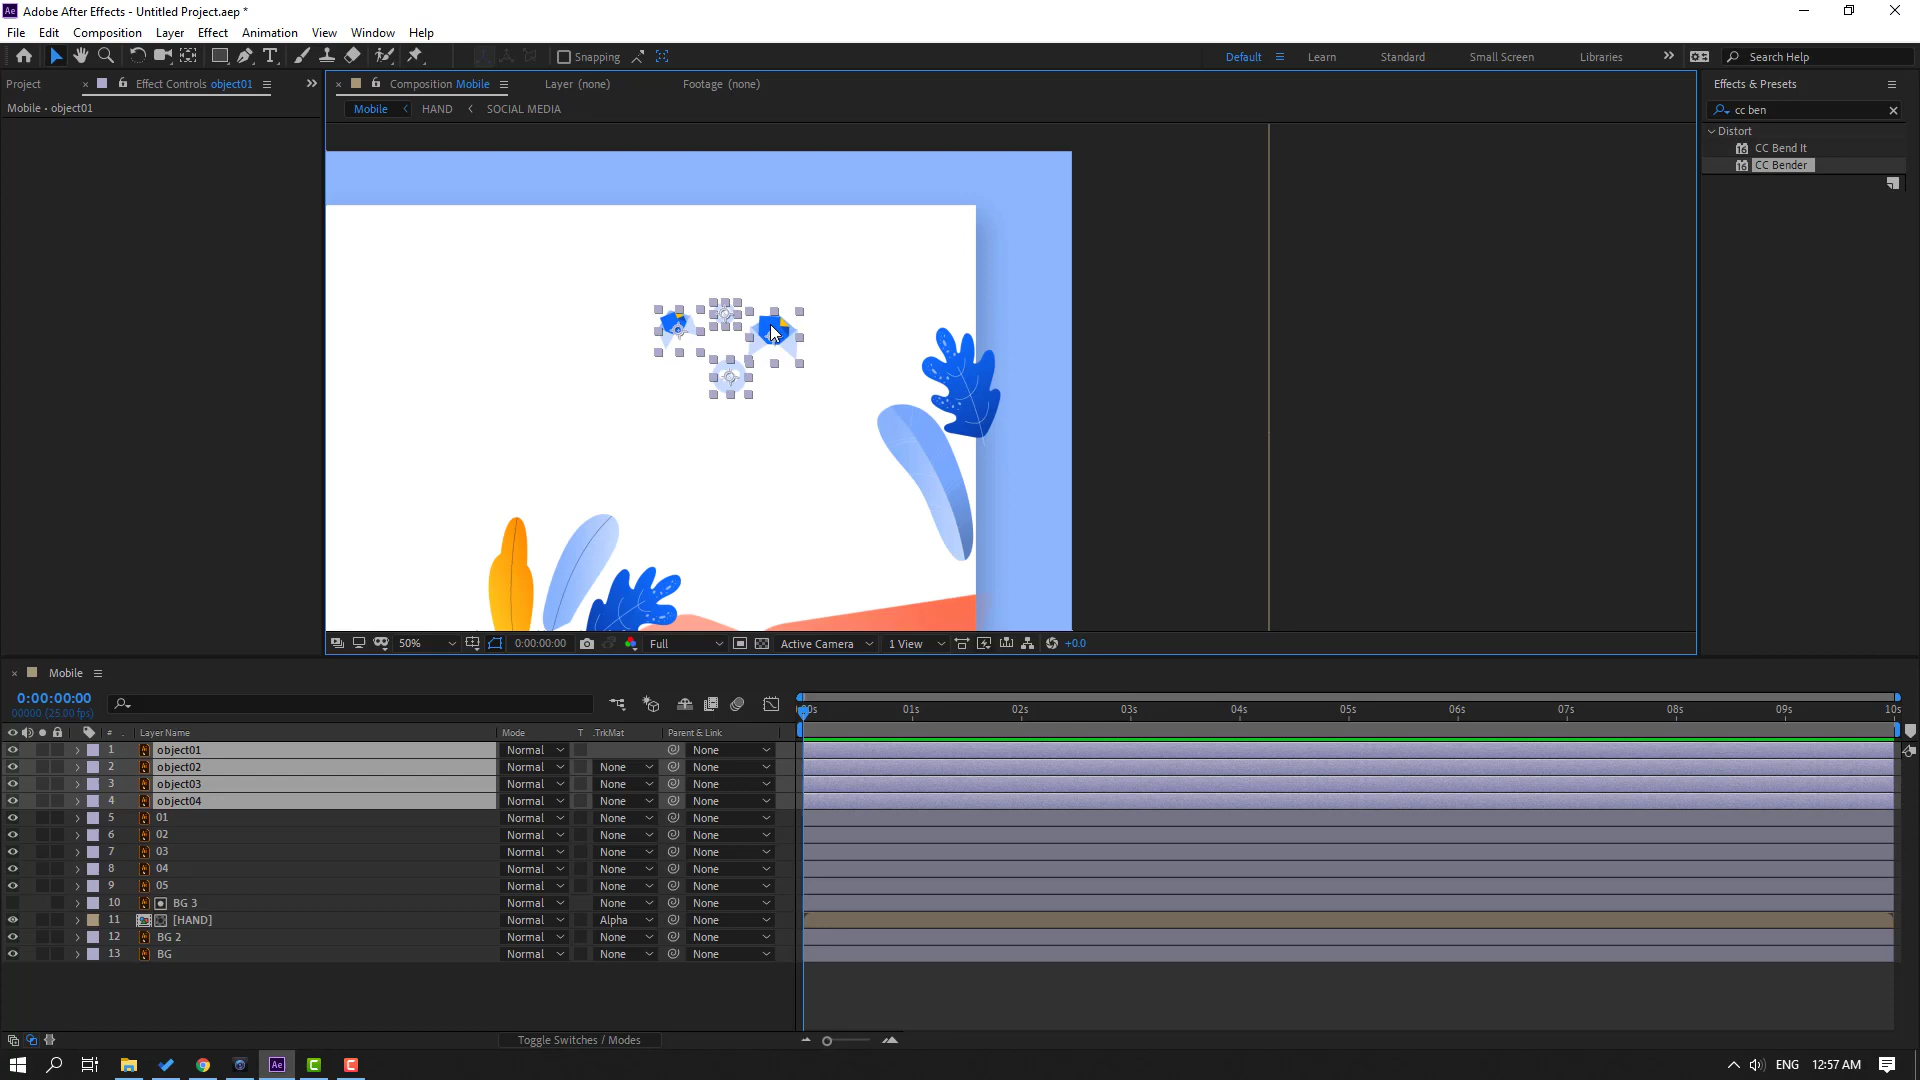 Adobe After Effects - Untitled Project.aep *
File Edit Composition Layer Effect Animation View Window Help
Snapping Default Learn Standard Small Screen Libraries Search Help
Project Effect Controls object01 Composition Mobile Layer (none) Footage (none) Effects & Presets
Mobile • object01 Mobile HAND SOCIAL MEDIA cc ben
Distort
CC Bend It
CC Bender
50% 0:00:00:00 Full Active Camera 1 View +0.0
Mobile
0:00:00:00
00000 (25.00 fps)
00s 01s 02s 03s 04s 05s 06s 07s 08s 09s 10s
# Layer Name Mode T .TrkMat Parent & Link
1 object01 Normal None
2 object02 Normal None None
3 object03 Normal None None
4 object04 Normal None None
5 01 Normal None None
6 02 Normal None None
7 03 Normal None None
8 04 Normal None None
9 05 Normal None None
10 BG 3 Normal None None
11 [HAND] Normal Alpha None
12 BG 2 Normal None None
13 BG Normal None None
Toggle Switches / Modes
Ae ENG 12:57 AM